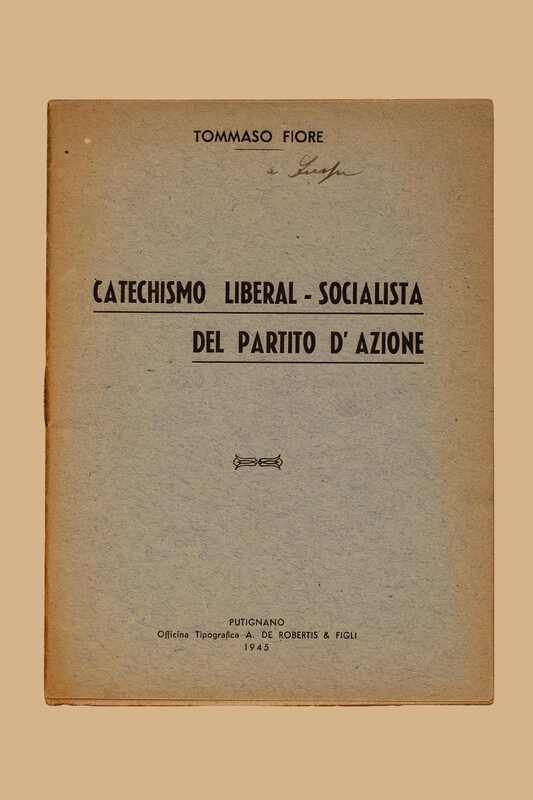 TOMMASO FIORE
CATECHISMO LIBERAL - SOCIALISTA
DEL PARTITO D' AZIONE
PUTIGNANO
Officina Tipografica A. DE ROBERTIS & FIGLI
1945